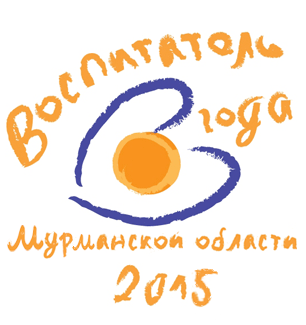 Воспитатель
года
Мурманской области
2015